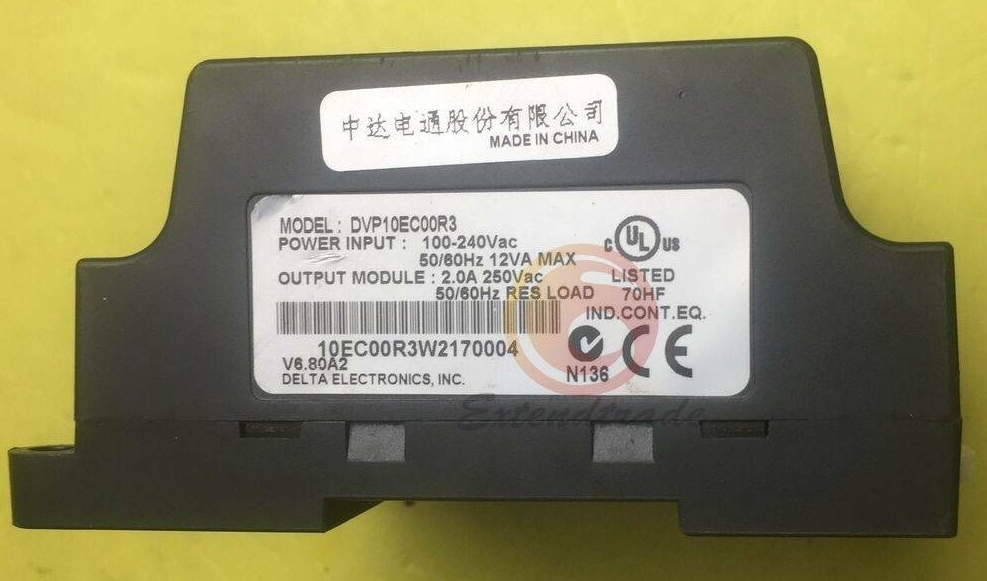 中达电通股份有限公司
MADE IN CHINA
MODEL : DVP10EC00R3
POWER INPUT : 100-240Vac
50/60Hz 12VA MAX
OUTPUT MODULE : 2.0A 250Vac
50/60Hz RES LOAD
C UL US
LISTED
70HF
IND.CONT.EQ.
10EC00R3W2170004
V6.80A2
DELTA ELECTRONICS, INC.
N136
CE
Extendtrade